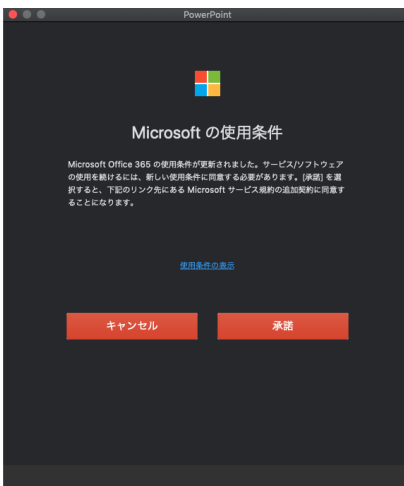 PowerPoint
Microsoft の使用条件
Microsoft Office 365 の使用条件が更新されました。サービス/ソフトウェア
の使用を続けるには、新しい使用条件に同意する必要があります。[承諾] を選
択すると、下記のリンク先にある Microsoft サービス規約の追加契約に同意す
ることになります。
使用条件の表示
キャンセル
承諾